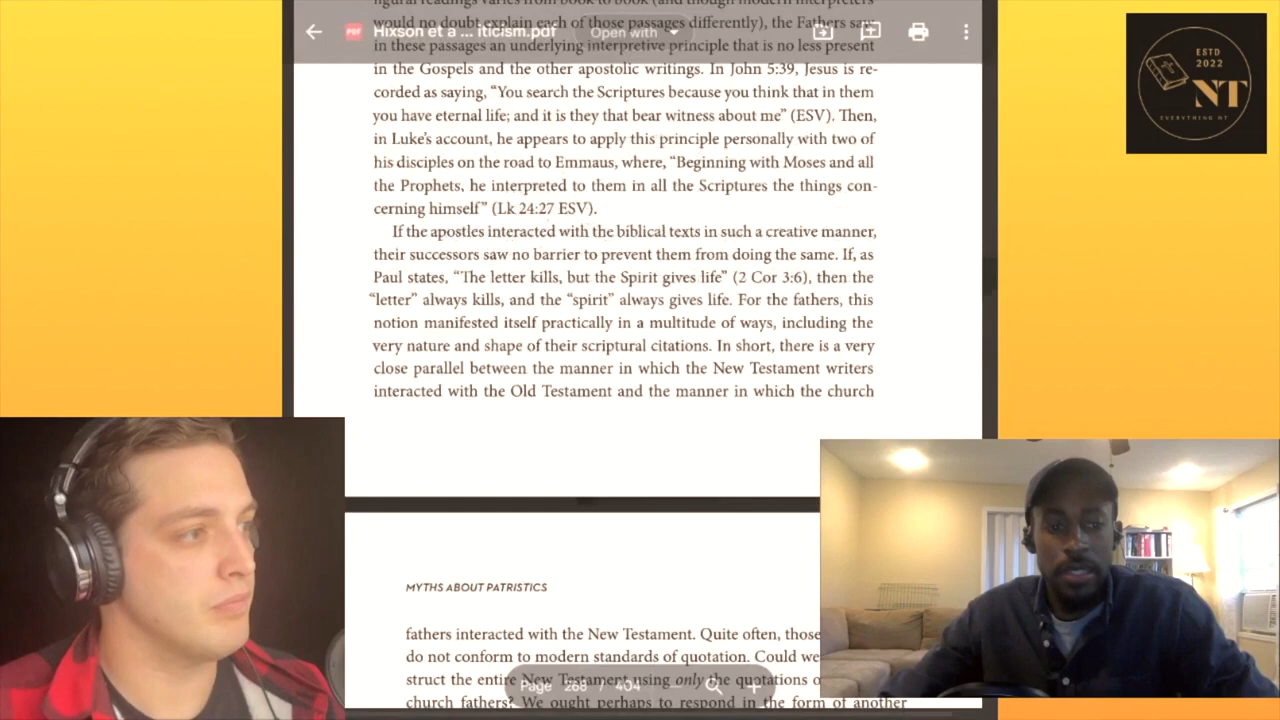 figural readings varies from book to book (and though modern interpreters
would no doubt explain each of those passages differently), the Fathers saw
Hixson et a ... iticism.pdf
Open with
PDF
in these passages an underlying interpretive principle that is no less present
in the Gospels and the other apostolic writings. In John 5:39, Jesus is re-
corded as saying, “You search the Scriptures because you think that in them
you have eternal life; and it is they that bear witness about me” (ESV). Then,
in Luke’s account, he appears to apply this principle personally with two of
his disciples on the road to Emmaus, where, “Beginning with Moses and all
the Prophets, he interpreted to them in all the Scriptures the things con-
cerning himself” (Lk 24:27 ESV).
If the apostles interacted with the biblical texts in such a creative manner,
their successors saw no barrier to prevent them from doing the same. If, as
Paul states, “The letter kills, but the Spirit gives life” (2 Cor 3:6), then the
“letter” always kills, and the “spirit” always gives life. For the fathers, this
notion manifested itself practically in a multitude of ways, including the
very nature and shape of their scriptural citations. In short, there is a very
close parallel between the manner in which the New Testament writers
interacted with the Old Testament and the manner in which the church
MYTHS ABOUT PATRISTICS
fathers interacted with the New Testament. Quite often, those
do not conform to modern standards of quotation. Could we
struct the entire New Testament using only the quotations o
church fathers? We ought perhaps to respond in the form of another
Page 268 / 404
ESTD
2022
NT
EVERYTHING NT